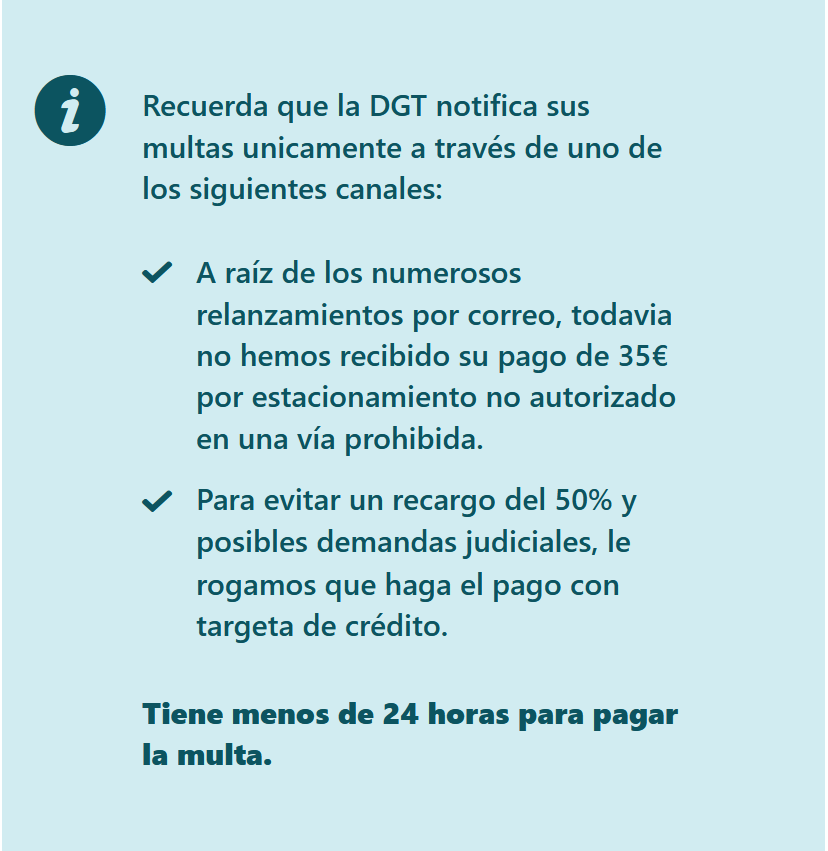 i
Recuerda que la DGT notifica sus
multas unicamente a través de uno de
los siguientes canales:
A raíz de los numerosos
relanzamientos por correo, todavia
no hemos recibido su pago de 35€
por estacionamiento no autorizado
en una vía prohibida.
Para evitar un recargo del 50% y
posibles demandas judiciales, le
rogamos que haga el pago con
targeta de crédito.
Tiene menos de 24 horas para pagar
la multa.